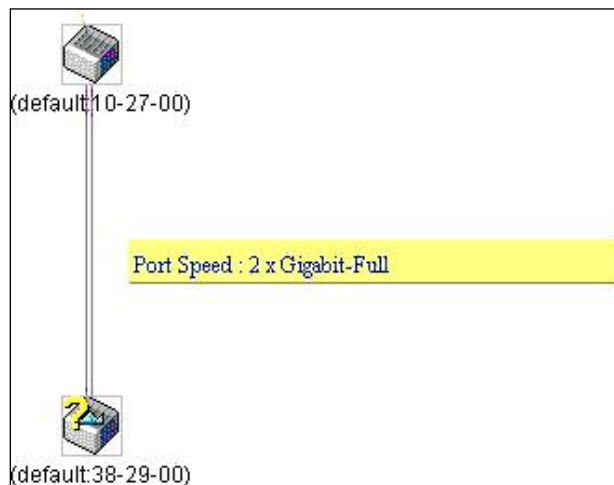 (default:10-27-00)
Port Speed : 2 x Gigabit-Full
?
(default:38-29-00)